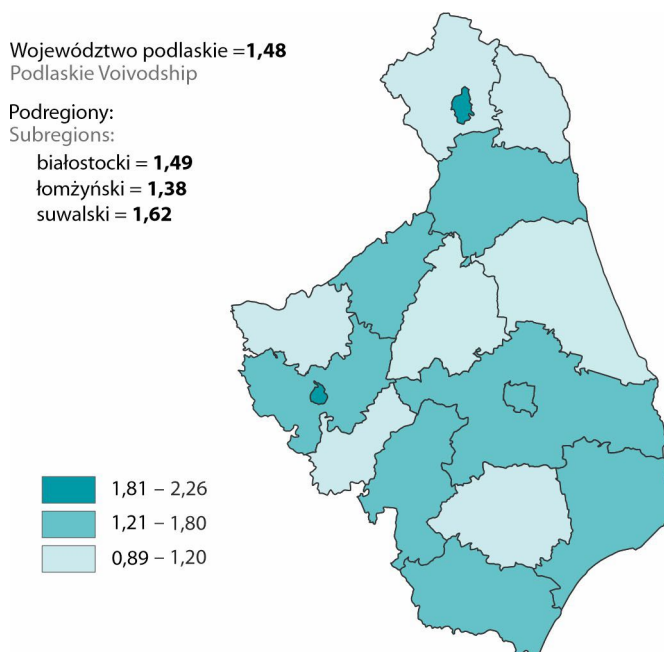 Województwo podlaskie =1,48
Podlaskie Voivodship
Podregiony:
Subregions:
białostocki = 1,49
łomżyński = 1,38
suwalski = 1,62
1,81 – 2,26
1,21 – 1,80
0,89 – 1,20